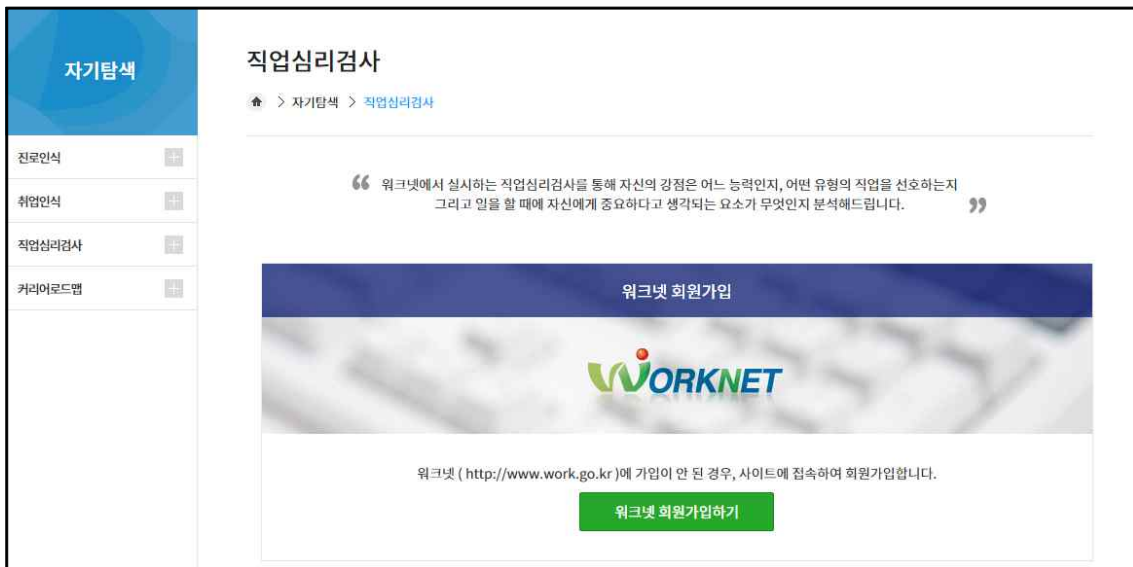 자기탐색
진로인식
취업인식
직업심리검사
커리어로드맵
직업심리검사
> 자기탐색 > 직업심리검사
“ 워크넷에서 실시하는 직업심리검사를 통해 자신의 강점은 어느 능력인지, 어떤 유형의 직업을 선호하는지
그리고 일을 할 때에 자신에게 중요하다고 생각되는 요소가 무엇인지 분석해드립니다. ”
워크넷 회원가입
WORKNET
워크넷 ( http://www.work.go.kr )에 가입이 안 된 경우, 사이트에 접속하여 회원가입합니다.
워크넷 회원가입하기